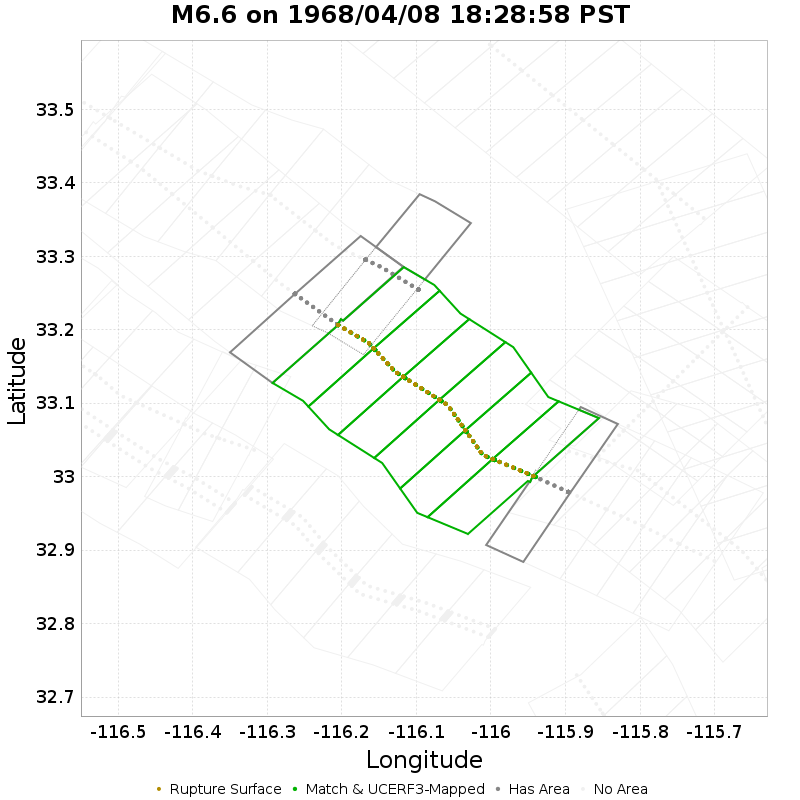 M6.6 on 1968/04/08 18:28:58 PST
33.5
33.4
33.3
33.2
33.1
33
32.9
32.8
32.7
Latitude
-116.5 -116.4 -116.3 -116.2 -116.1 -116 -115.9 -115.8 -115.7
Longitude
Rupture Surface Match & UCERF3-Mapped Has Area No Area